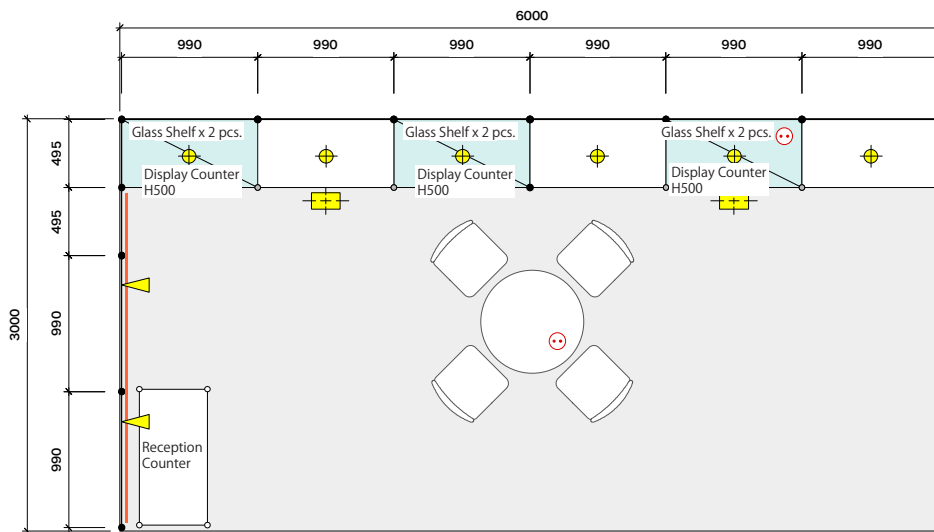 6000
990
990
990
990
990
990
Glass Shelf x 2 pcs.
Display Counter
H500
Glass Shelf x 2 pcs.
Display Counter
H500
Glass Shelf x 2 pcs.
Display Counter
H500
495
495
990
990
3000
Reception
Counter